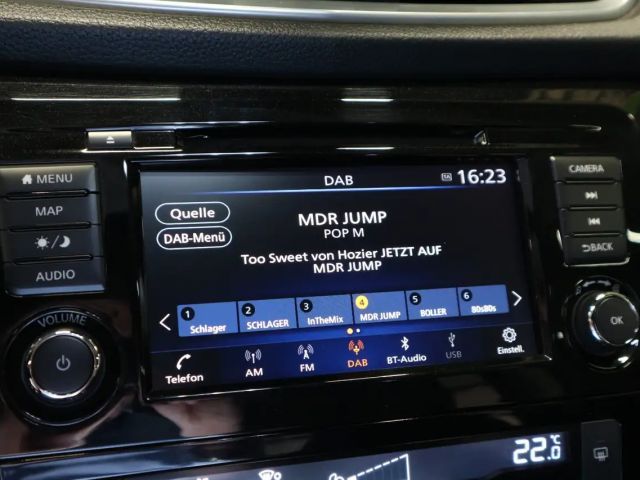 DAB
TA 16:23
MENU
MAP
AUDIO
VOLUME
CAMERA
BACK
OK
Quelle
DAB-Menü
MDR JUMP
POP M
Too Sweet von Hozier JETZT AUF
MDR JUMP
1 Schlager
2 SCHLAGER
3 InTheMix
4 MDR JUMP
5 BOLLER
6 80s80s
Telefon
AM
FM
DAB
BT-Audio
USB
Einstell.
22.0 °C